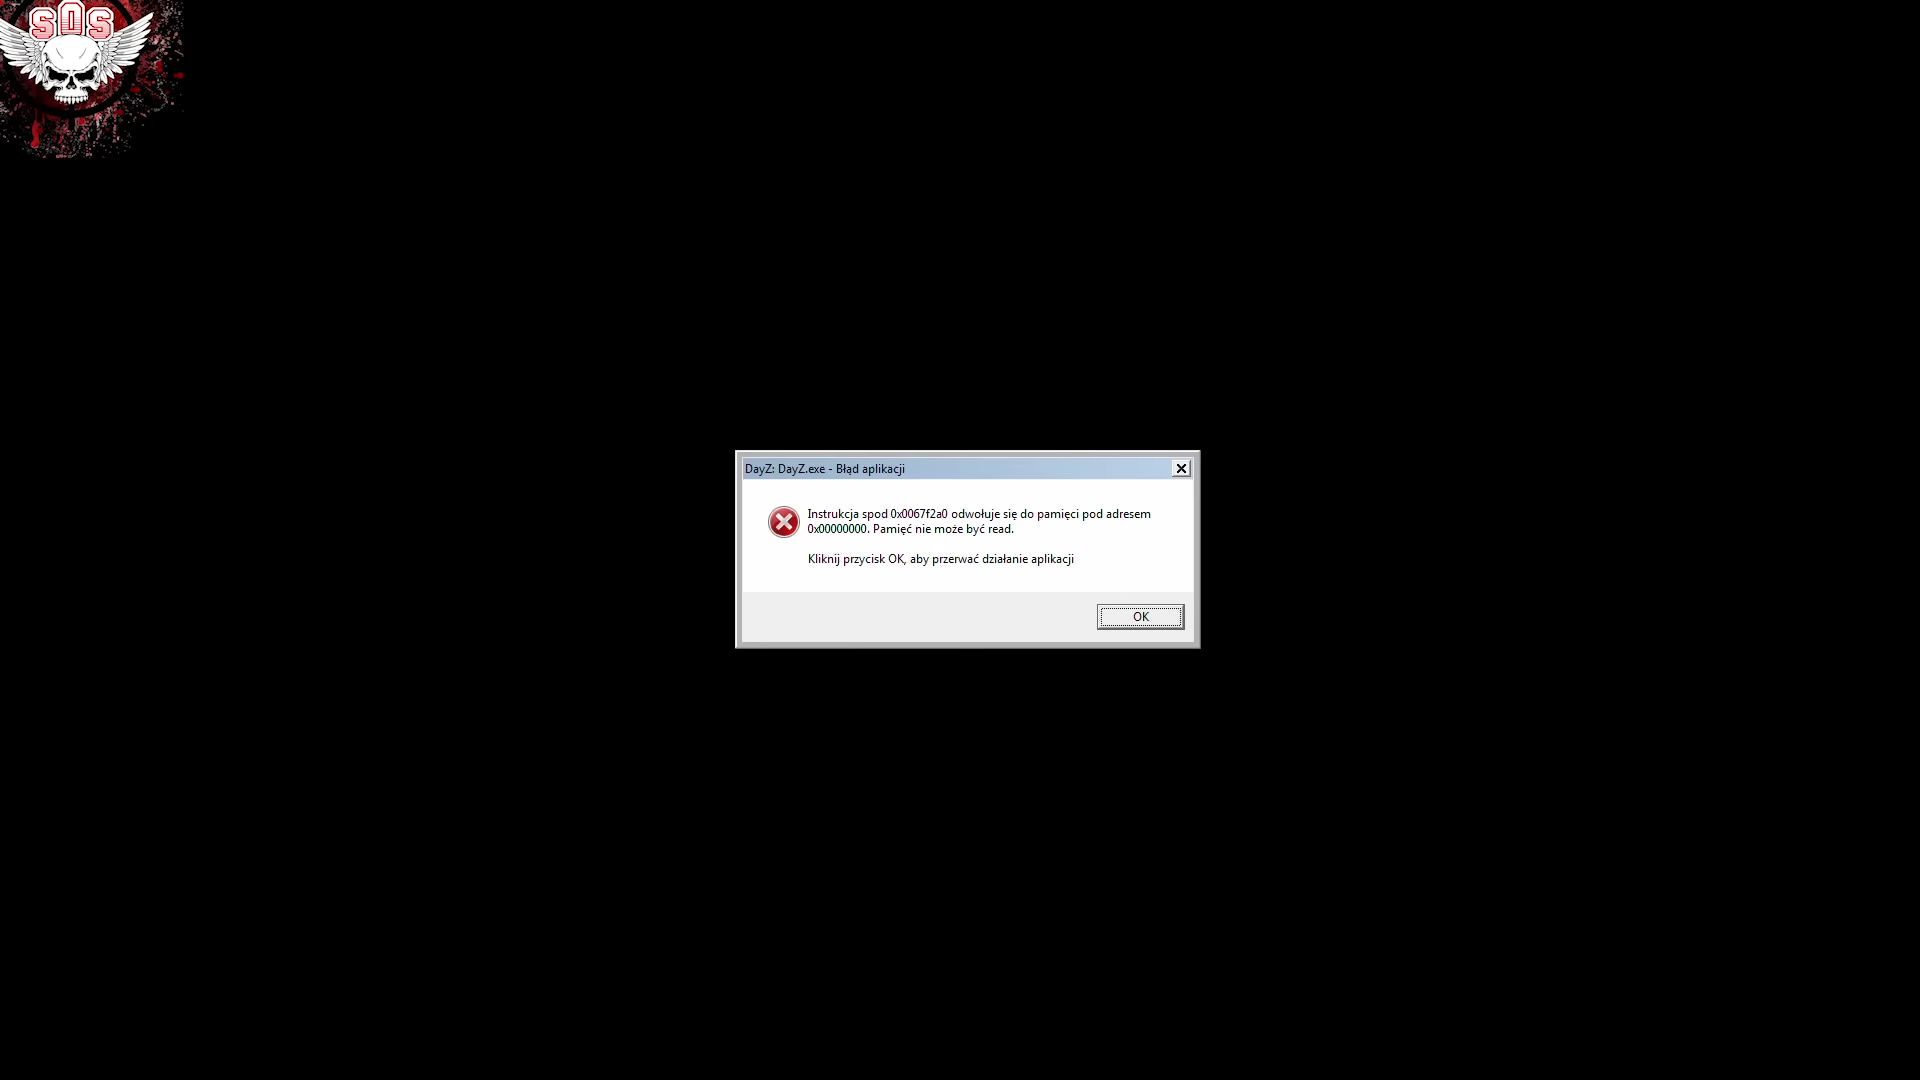 SOS
DayZ: DayZ.exe - Błąd aplikacji
Instrukcja spod 0x0067f2a0 odwołuje się do pamięci pod adresem
0x00000000. Pamięć nie może być read.
Kliknij przycisk OK, aby przerwać działanie aplikacji
OK